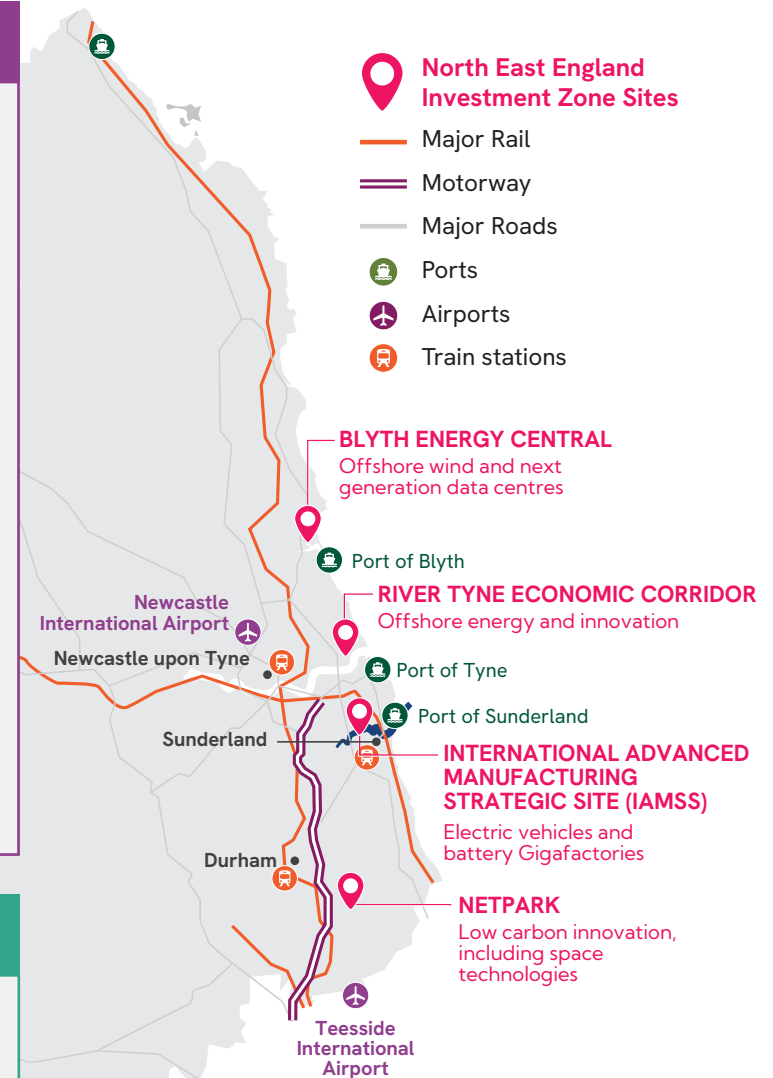 North East England
Investment Zone Sites
Major Rail
Motorway
Major Roads
Ports
Airports
Train stations
BLYTH ENERGY CENTRAL
Offshore wind and next
generation data centres
Port of Blyth
RIVER TYNE ECONOMIC CORRIDOR
Offshore energy and innovation
Newcastle
International Airport
Newcastle upon Tyne
Port of Tyne
Port of Sunderland
Sunderland
INTERNATIONAL ADVANCED
MANUFACTURING
STRATEGIC SITE (IAMSS)
Electric vehicles and
battery Gigafactories
Durham
NETPARK
Low carbon innovation,
including space
technologies
Teesside
International
Airport